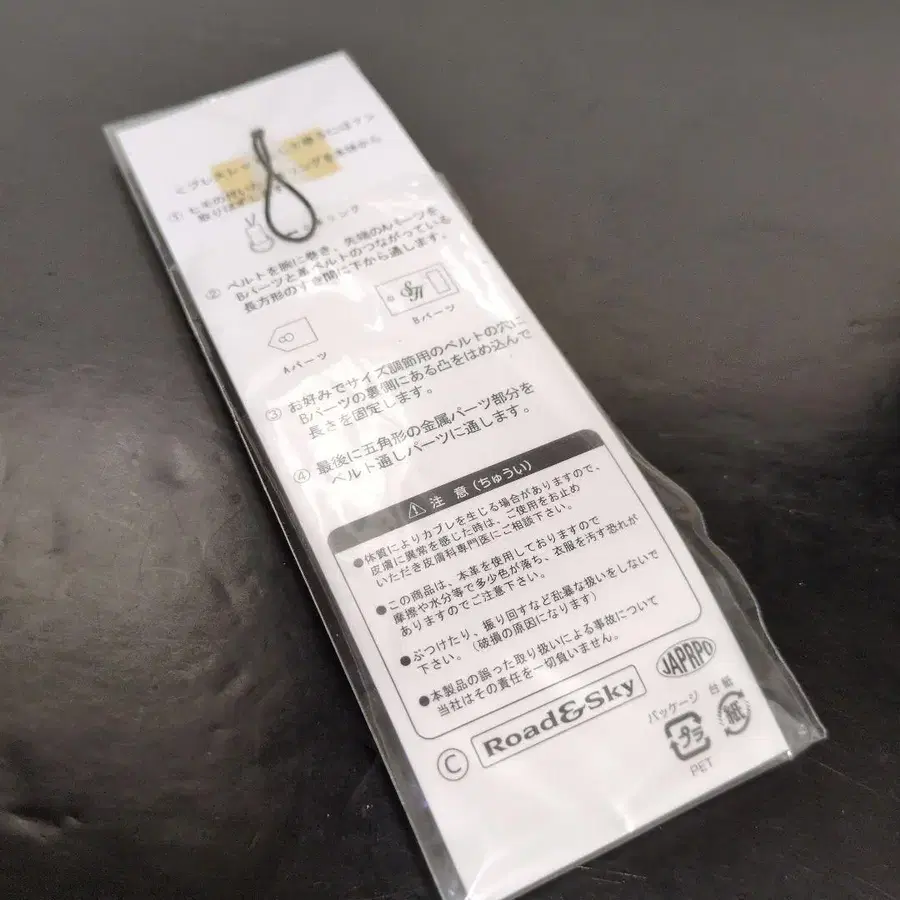 ① ヒモの付いた
取りはずし
リング
② ベルトを腕に巻き、先端のAパーツを
Bパーツと革ベルトのつながっている
長方形のすき間に下から通します。
Aパーツ
Bパーツ
③ お好みでサイズ調節用のベルトの穴に
Bパーツの裏側にある凸をはめ込んで
長さを固定します。
④ 最後に五角形の金属パーツ部分を
ベルト通しパーツに通します。
注 意(ちゅうい)
●体質によりカブレを生じる場合がありますので、
皮膚に異常を感じた時は、ご使用をお止め
いただき皮膚科専門医にご相談下さい。
●この商品は、本革を使用しておりますので
摩擦や水分等で多少色が落ち、衣服を汚す恐れが
ありますのでご注意下さい。
●ぶつけたり、振り回すなど乱暴な扱いをしないで
下さい。(破損の原因になります)
●本製品の誤った取り扱いによる事故について
当社はその責任を一切負いません。
© Road&Sky
JAPRPO
パッケージ 台紙
プラ 紙
PET